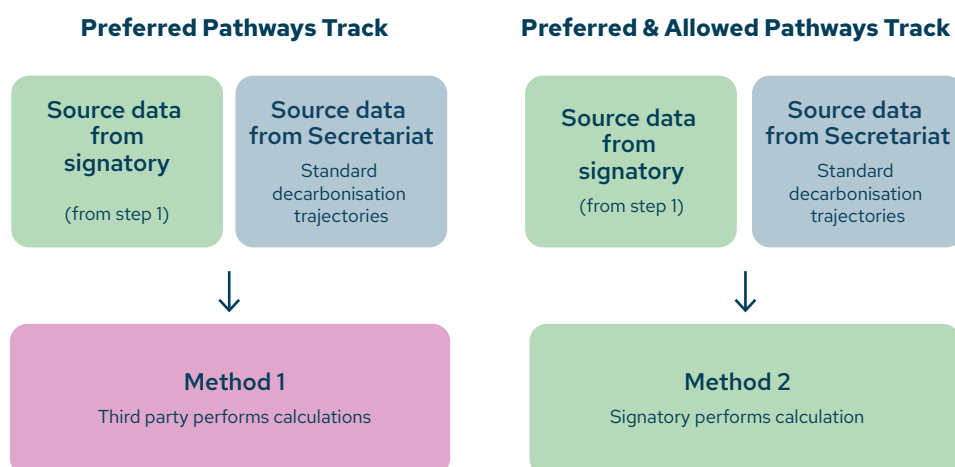 Preferred Pathways Track
Source data
from
signatory
(from step 1)
Source data
from Secretariat
Standard
decarbonisation
trajectories
Method 1
Third party performs calculations
Preferred & Allowed Pathways Track
Source data
from
signatory
(from step 1)
Source data
from Secretariat
Standard
decarbonisation
trajectories
Method 2
Signatory performs calculation